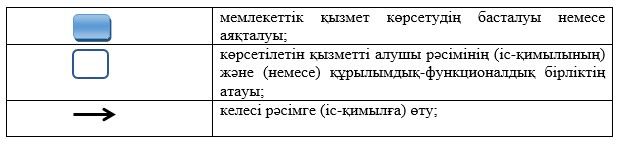 мемлекеттік қызмет көрсетудің басталуы немесе
аяқталуы;
көрсетілетін қызметті алушы рәсімінің (іс-қимылының)
және (немесе) құрылымдық-функционалдық бірліктің
атауы;
келесі рәсімге (іс-қимылға) өту;